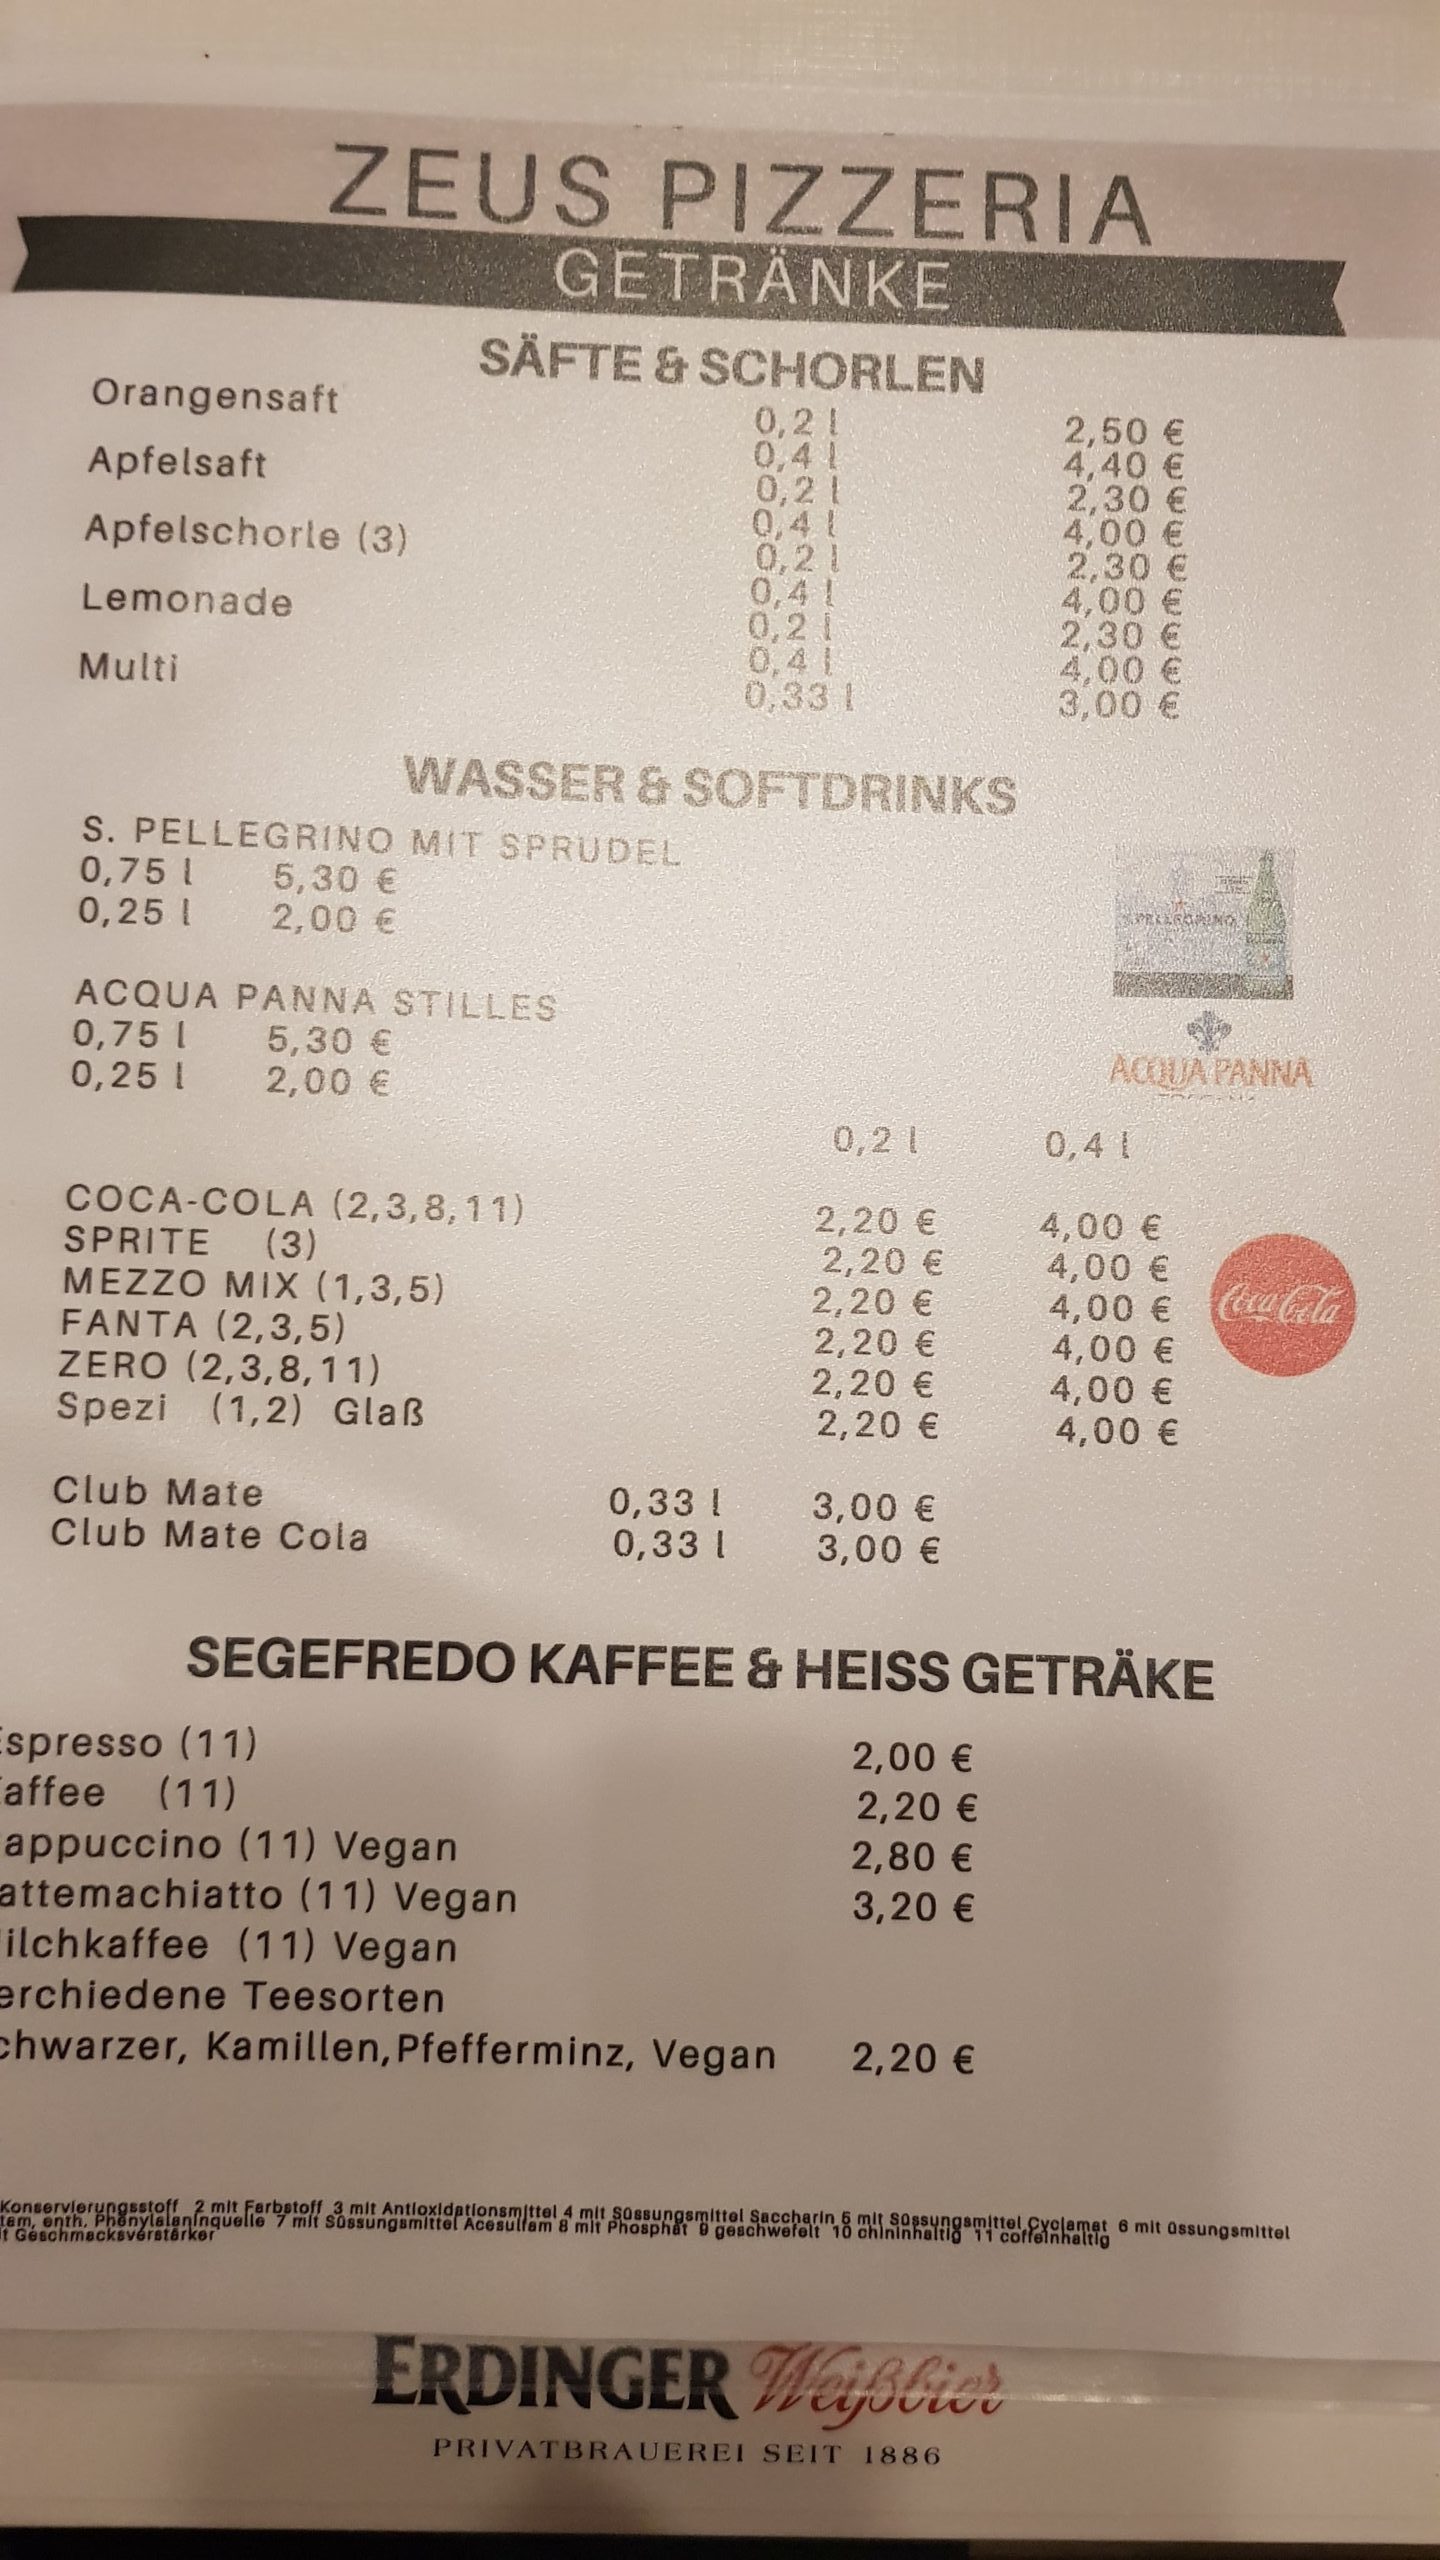 ZEUS PIZZERIA
GETRÄNKE
SÄFTE & SCHORLEN
Orangensaft
0,2 l 2,50 €
0,4 l 4,40 €
Apfelsaft
0,2 l 2,30 €
0,4 l 4,00 €
Apfelschorle (3)
0,2 l 2,30 €
0,4 l 4,00 €
Lemonade
0,2 l 2,30 €
0,4 l 4,00 €
Multi
0,33 l 3,00 €
WASSER & SOFTDRINKS
S. PELLEGRINO MIT SPRUDEL
0,75 l 5,30 €
0,25 l 2,00 €
S.PELLEGRINO
ACQUA PANNA STILLES
0,75 l 5,30 €
0,25 l 2,00 €
ACQUA PANNA
0,2 l 0,4 l
COCA-COLA (2,3,8,11) 2,20 € 4,00 €
SPRITE (3) 2,20 € 4,00 €
MEZZO MIX (1,3,5) 2,20 € 4,00 €
FANTA (2,3,5) 2,20 € 4,00 €
ZERO (2,3,8,11) 2,20 € 4,00 €
Spezi (1,2) Glaß 2,20 € 4,00 €
Coca-Cola
Club Mate 0,33 l 3,00 €
Club Mate Cola 0,33 l 3,00 €
SEGEFREDO KAFFEE & HEISS GETRÄKE
Espresso (11) 2,00 €
affee (11) 2,20 €
appuccino (11) Vegan 2,80 €
attemachiatto (11) Vegan 3,20 €
ilchkaffee (11) Vegan
erchiedene Teesorten
chwarzer, Kamillen,Pfefferminz, Vegan 2,20 €
Konservierungsstoff 2 mit Farbstoff 3 mit Antioxidationsmittel 4 mit Süssungsmittel Saccharin 5 mit Süssungsmittel Cyclamat 6 mit üssungsmittel
tam, enth. Phenylalaninquelle 7 mit Süssungsmittel Acesulfam 8 mit Phosphat 9 geschwefelt 10 chininhaltig 11 coffeinhaltig
t Geschmacksverstärker
ERDINGER Weißbier
PRIVATBRAUEREI SEIT 1886